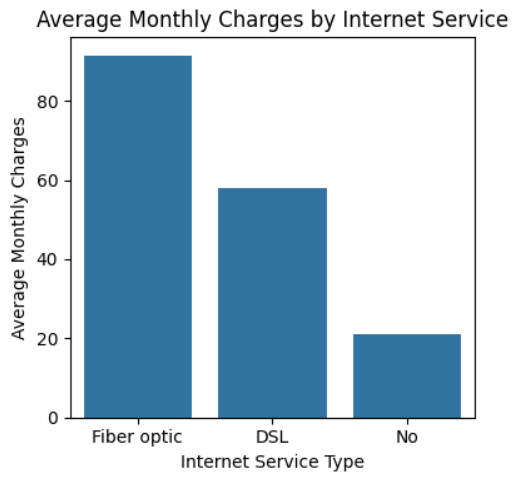 Average Monthly Charges by Internet Service
Average Monthly Charges
80
60
40
20
0
Fiber optic DSL No
Internet Service Type